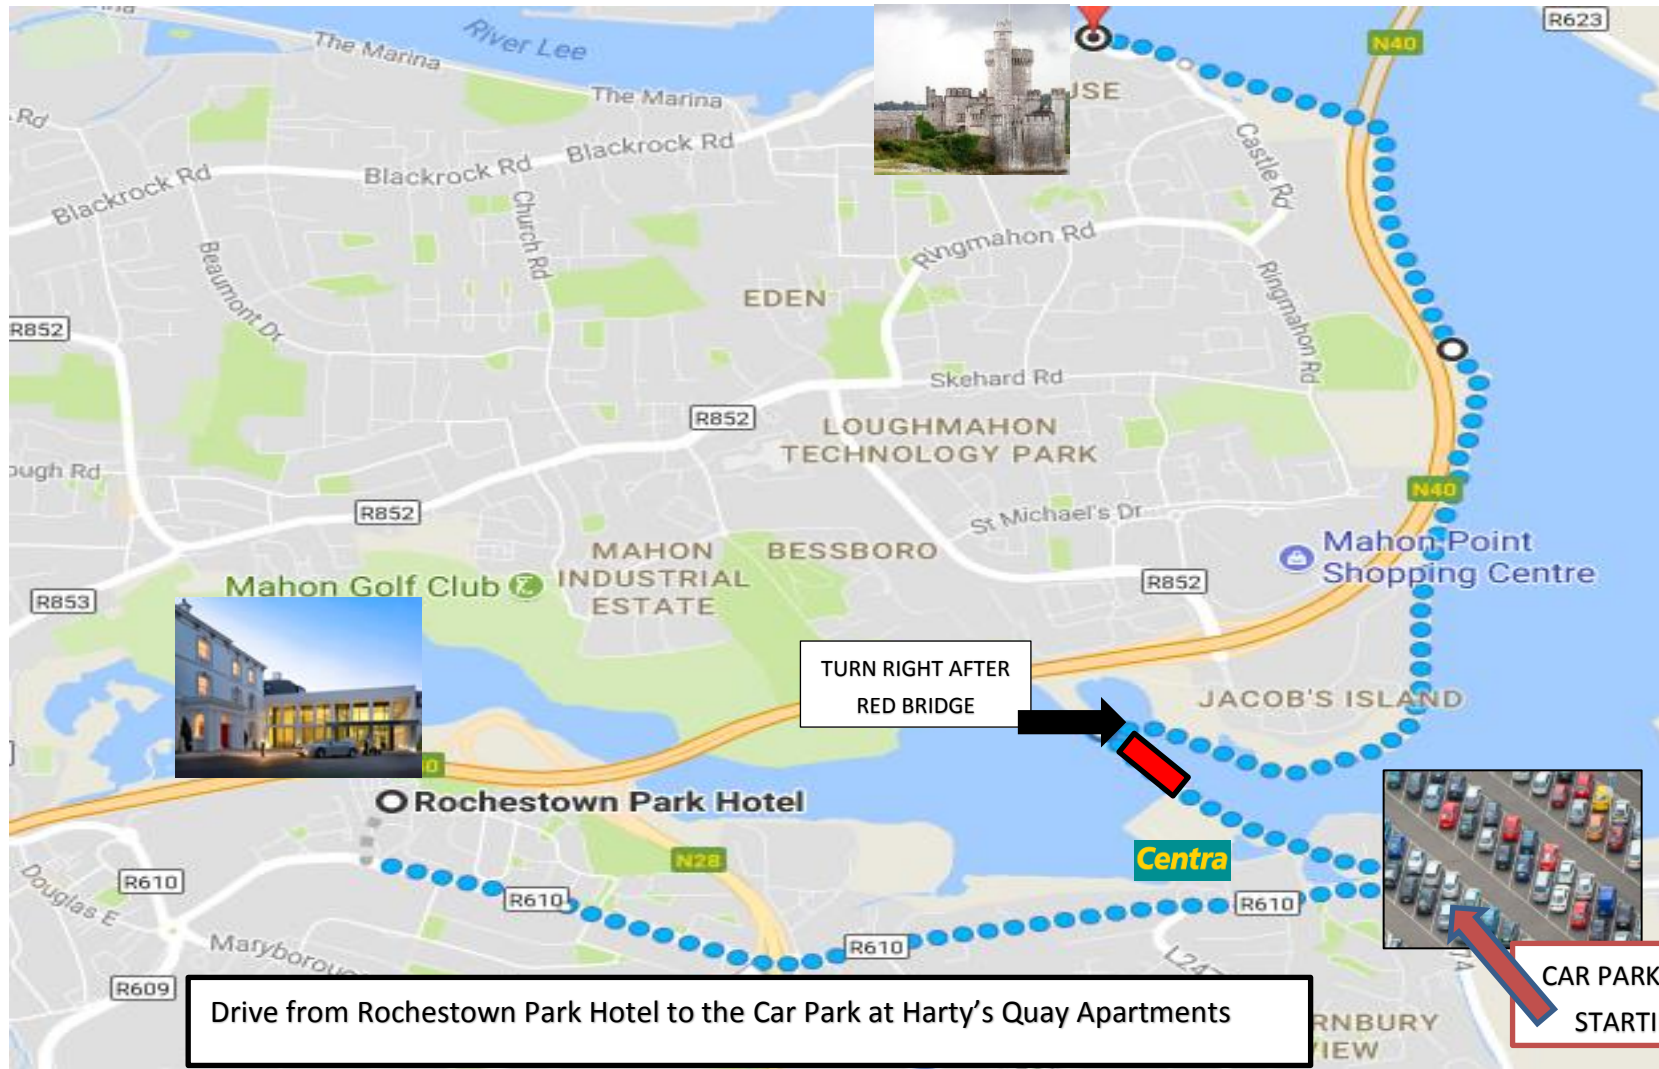 River Lee
R623
The Marina
N40
The Marina
USE
Rd
Castle Rd
Blackrock Rd
Blackrock Rd
Blackrock Rd
Church Rd
Ringmahon Rd
Beaumont Dr
Ringmahon Rd
EDEN
R852
Skehard Rd
R852
LOUGHMAHON
TECHNOLOGY PARK
ough Rd
N40
R852
St Michael's Dr
Mahon Point
Shopping Centre
MAHON
INDUSTRIAL
ESTATE
BESSBORO
R852
Mahon Golf Club
R853
TURN RIGHT AFTER
RED BRIDGE
JACOB'S ISLAND
Rochestown Park Hotel
Centra
N28
R610
Douglas E
R610
R610
R610
Maryborou
L247
74
R609
CAR PARK
STARTI
Drive from Rochestown Park Hotel to the Car Park at Harty's Quay Apartments
RNBURY
IEW